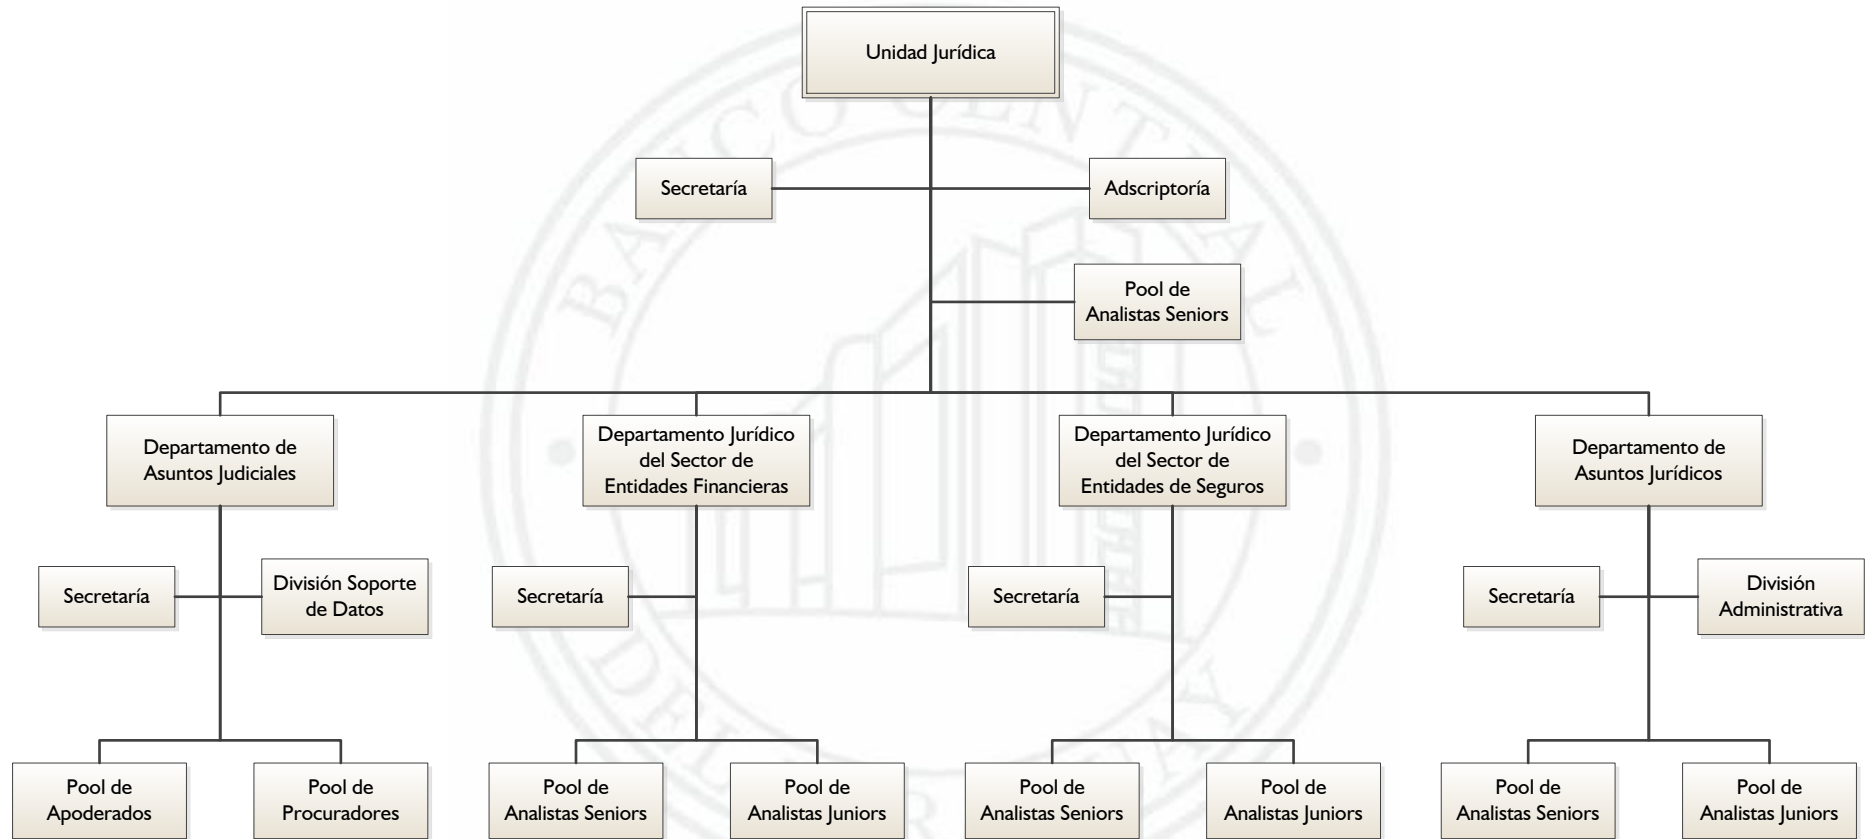 Unidad Jurídica
Secretaría
Adscriptoría
Pool de
Analistas Seniors
Departamento de
Asuntos Judiciales
Departamento Jurídico
del Sector de
Entidades Financieras
Departamento Jurídico
del Sector de
Entidades de Seguros
Departamento de
Asuntos Jurídicos
Secretaría
División Soporte
de Datos
Secretaría
Secretaría
Secretaría
División
Administrativa
Pool de
Apoderados
Pool de
Procuradores
Pool de
Analistas Seniors
Pool de
Analistas Juniors
Pool de
Analistas Seniors
Pool de
Analistas Juniors
Pool de
Analistas Seniors
Pool de
Analistas Juniors
BANCO CENTRAL
DEL